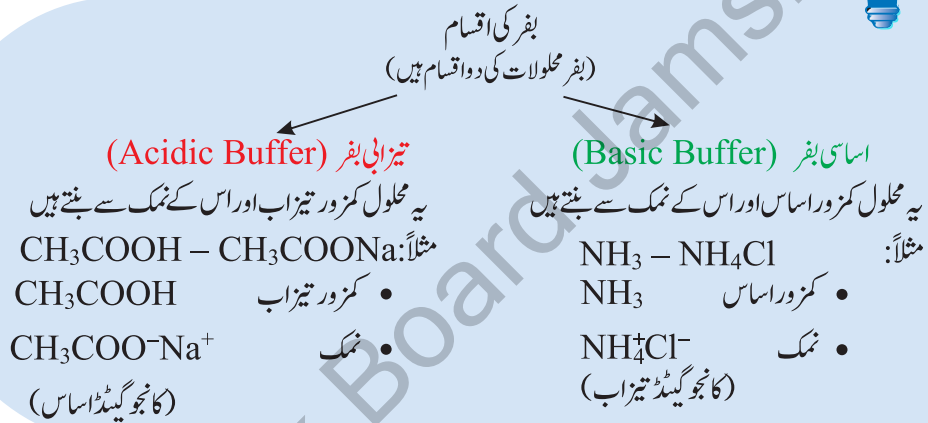 بفر کی اقسام
(بفر محلولات کی دو اقسام ہیں)
اساسی بفر (Basic Buffer)
یہ محلول کمزور اساس اور اس کے نمک سے بنتے ہیں
مثلاً: NH₃ – NH₄Cl
• کمزور اساس NH₃
• نمک NH₄⁺Cl⁻
(کانجوگیٹڈ تیزاب)
تیزابی بفر (Acidic Buffer)
یہ محلول کمزور تیزاب اور اس کے نمک سے بنتے ہیں
مثلاً: CH₃COOH – CH₃COONa
• کمزور تیزاب CH₃COOH
• نمک CH₃COO⁻Na⁺
(کانجوگیٹڈ اساس)
Board Jams